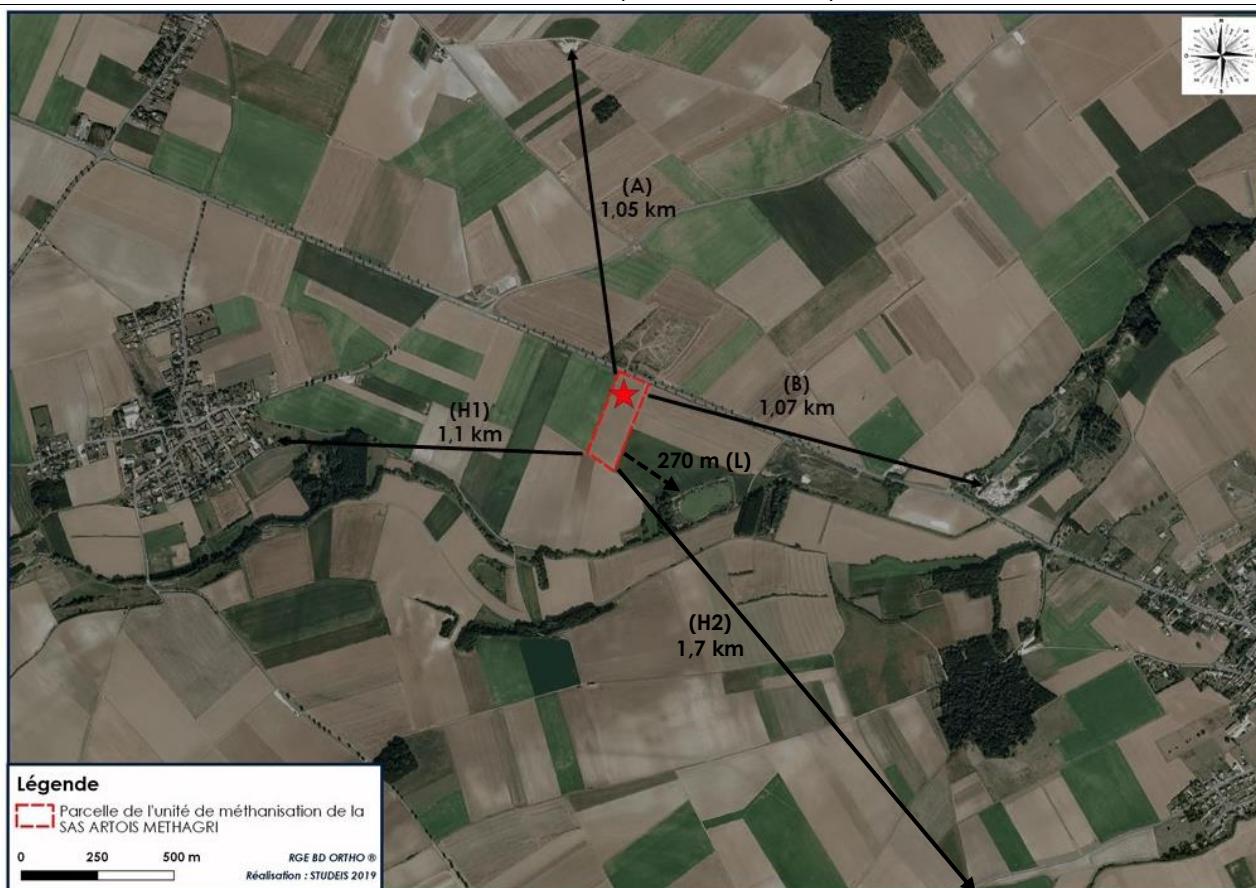 (A)
1,05 km
(B)
1,07 km
(H1)
1,1 km
270 m (L)
(H2)
1,7 km
Légende
Parcelle de l'unité de méthanisation de la
SAS ARTOIS METHAGRI
0 250 500 m
RGE BD ORTHO ®
Réalisation : STUDEIS 2019